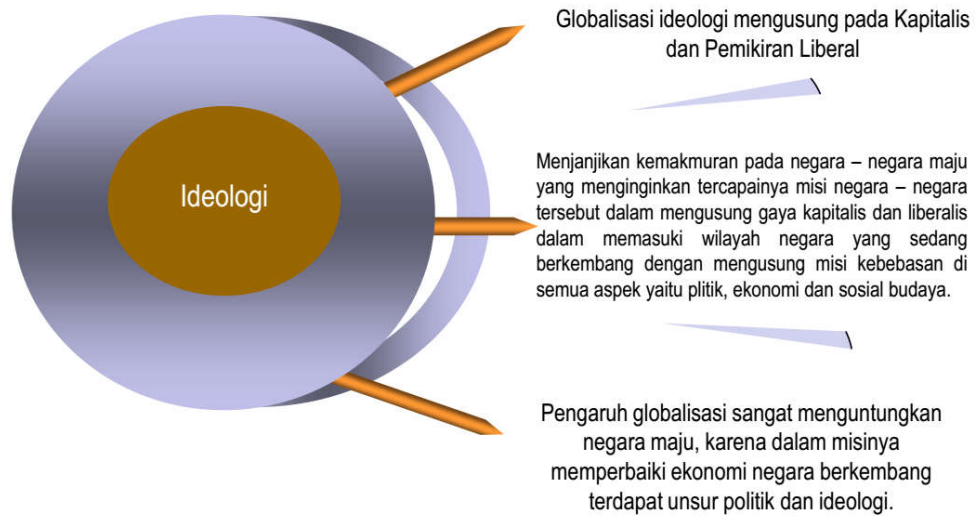 Globalisasi ideologi mengusung pada Kapitalis
dan Pemikiran Liberal
Ideologi
Menjanjikan kemakmuran pada negara – negara maju
yang menginginkan tercapainya misi negara – negara
tersebut dalam mengusung gaya kapitalis dan liberalis
dalam memasuki wilayah negara yang sedang
berkembang dengan mengusung misi kebebasan di
semua aspek yaitu plitik, ekonomi dan sosial budaya.
Pengaruh globalisasi sangat menguntungkan
negara maju, karena dalam misinya
memperbaiki ekonomi negara berkembang
terdapat unsur politik dan ideologi.